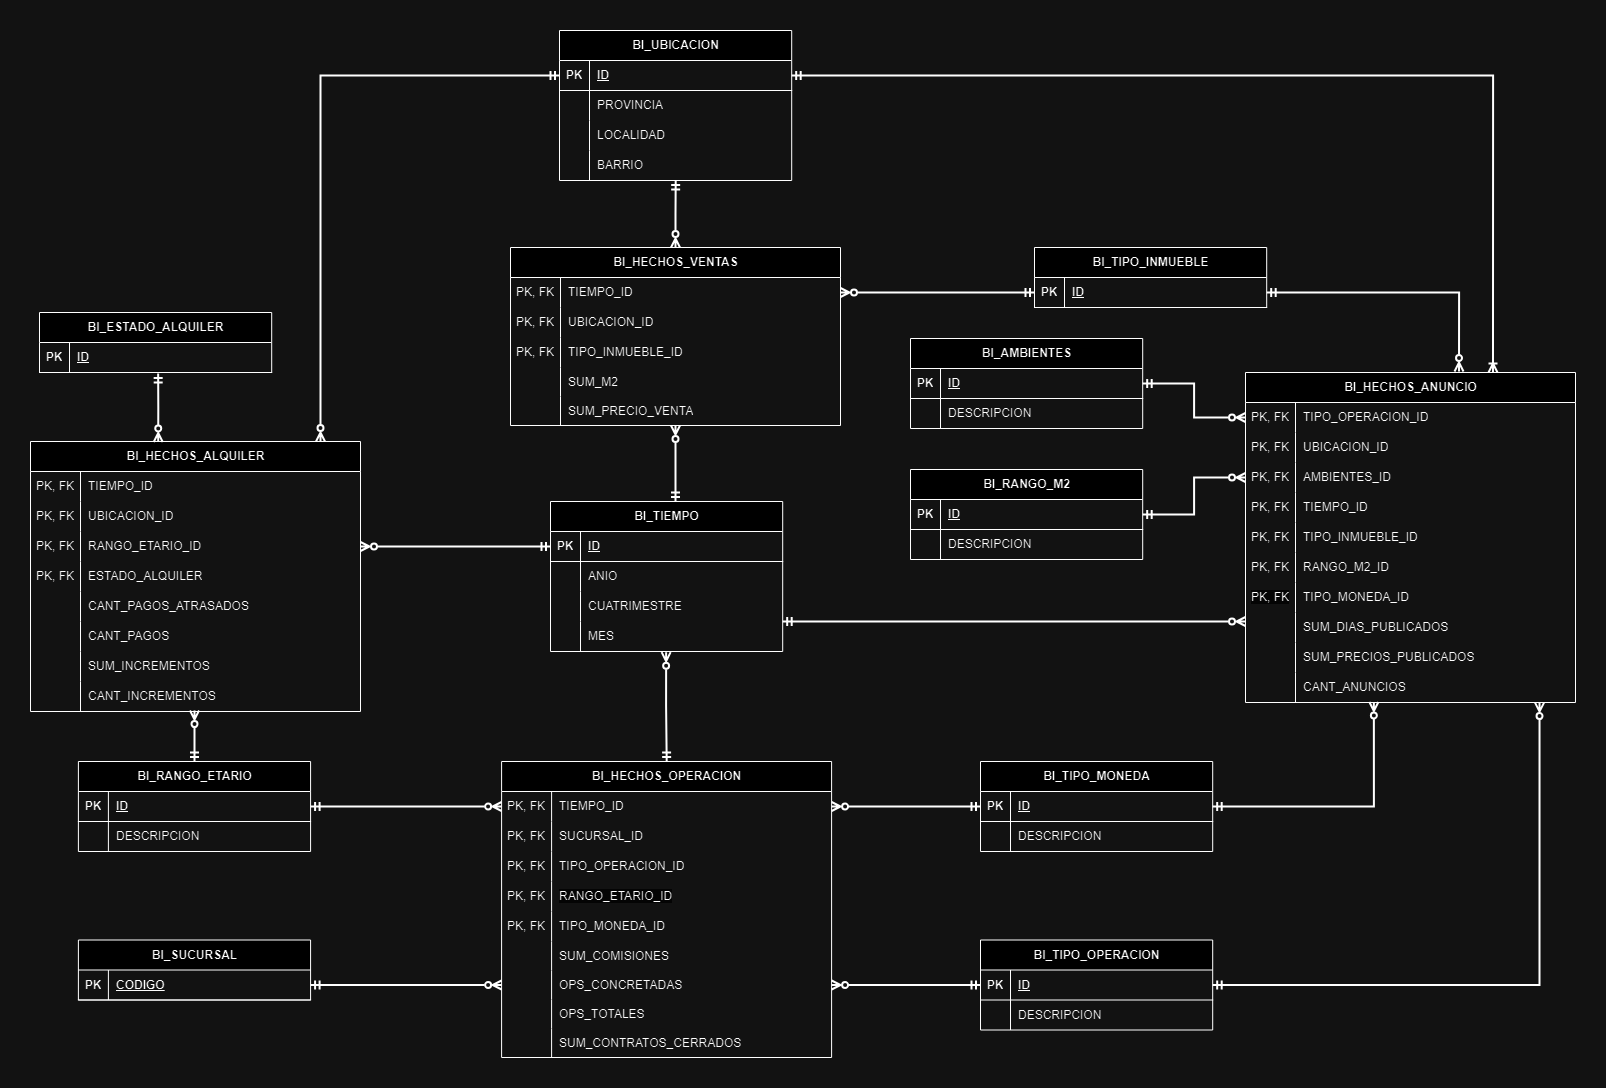 BI_UBICACION
PK ID
PROVINCIA
LOCALIDAD
BARRIO
BI_HECHOS_VENTAS
PK, FK TIEMPO_ID
PK, FK UBICACION_ID
PK, FK TIPO_INMUEBLE_ID
SUM_M2
SUM_PRECIO_VENTA
BI_TIPO_INMUEBLE
PK ID
BI_ESTADO_ALQUILER
PK ID
BI_AMBIENTES
PK ID
DESCRIPCION
BI_HECHOS_ANUNCIO
PK, FK TIPO_OPERACION_ID
PK, FK UBICACION_ID
PK, FK AMBIENTES_ID
PK, FK TIEMPO_ID
PK, FK TIPO_INMUEBLE_ID
PK, FK RANGO_M2_ID
PK, FK TIPO_MONEDA_ID
SUM_DIAS_PUBLICADOS
SUM_PRECIOS_PUBLICADOS
CANT_ANUNCIOS
BI_HECHOS_ALQUILER
PK, FK TIEMPO_ID
PK, FK UBICACION_ID
PK, FK RANGO_ETARIO_ID
PK, FK ESTADO_ALQUILER
CANT_PAGOS_ATRASADOS
CANT_PAGOS
SUM_INCREMENTOS
CANT_INCREMENTOS
BI_RANGO_M2
PK ID
DESCRIPCION
BI_TIEMPO
PK ID
ANIO
CUATRIMESTRE
MES
BI_RANGO_ETARIO
PK ID
DESCRIPCION
BI_HECHOS_OPERACION
PK, FK TIEMPO_ID
PK, FK SUCURSAL_ID
PK, FK TIPO_OPERACION_ID
PK, FK RANGO_ETARIO_ID
PK, FK TIPO_MONEDA_ID
SUM_COMISIONES
OPS_CONCRETADAS
OPS_TOTALES
SUM_CONTRATOS_CERRADOS
BI_TIPO_MONEDA
PK ID
DESCRIPCION
BI_SUCURSAL
PK CODIGO
BI_TIPO_OPERACION
PK ID
DESCRIPCION